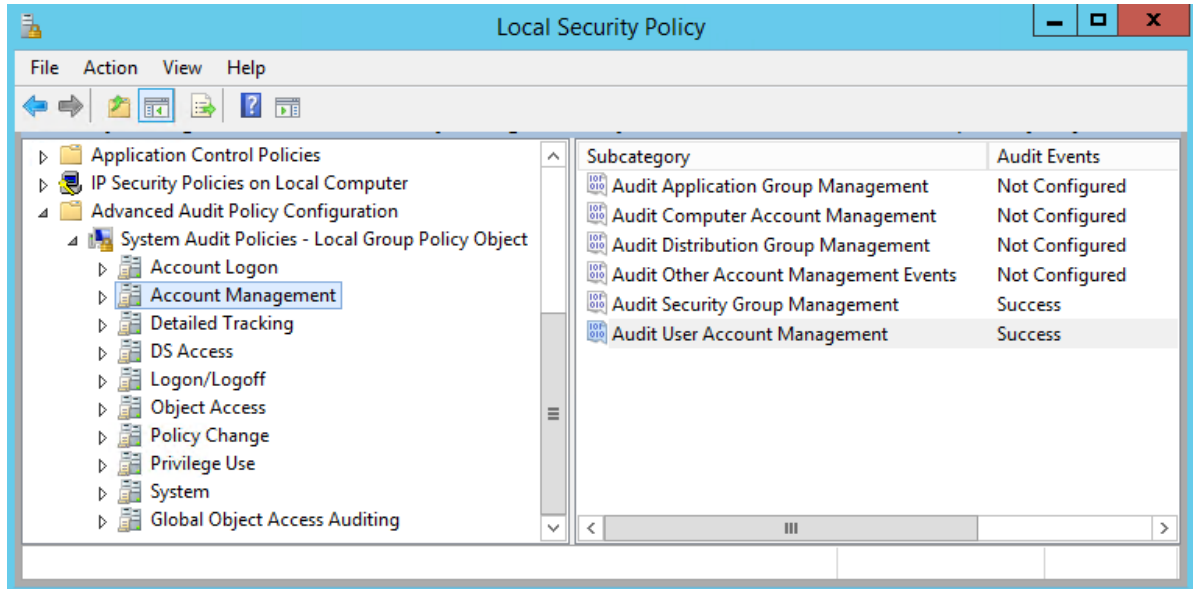 Local Security Policy
File Action View Help
Application Control Policies
IP Security Policies on Local Computer
Advanced Audit Policy Configuration
System Audit Policies - Local Group Policy Object
Account Logon
Account Management
Detailed Tracking
DS Access
Logon/Logoff
Object Access
Policy Change
Privilege Use
System
Global Object Access Auditing
Subcategory Audit Events
Audit Application Group Management Not Configured
Audit Computer Account Management Not Configured
Audit Distribution Group Management Not Configured
Audit Other Account Management Events Not Configured
Audit Security Group Management Success
Audit User Account Management Success